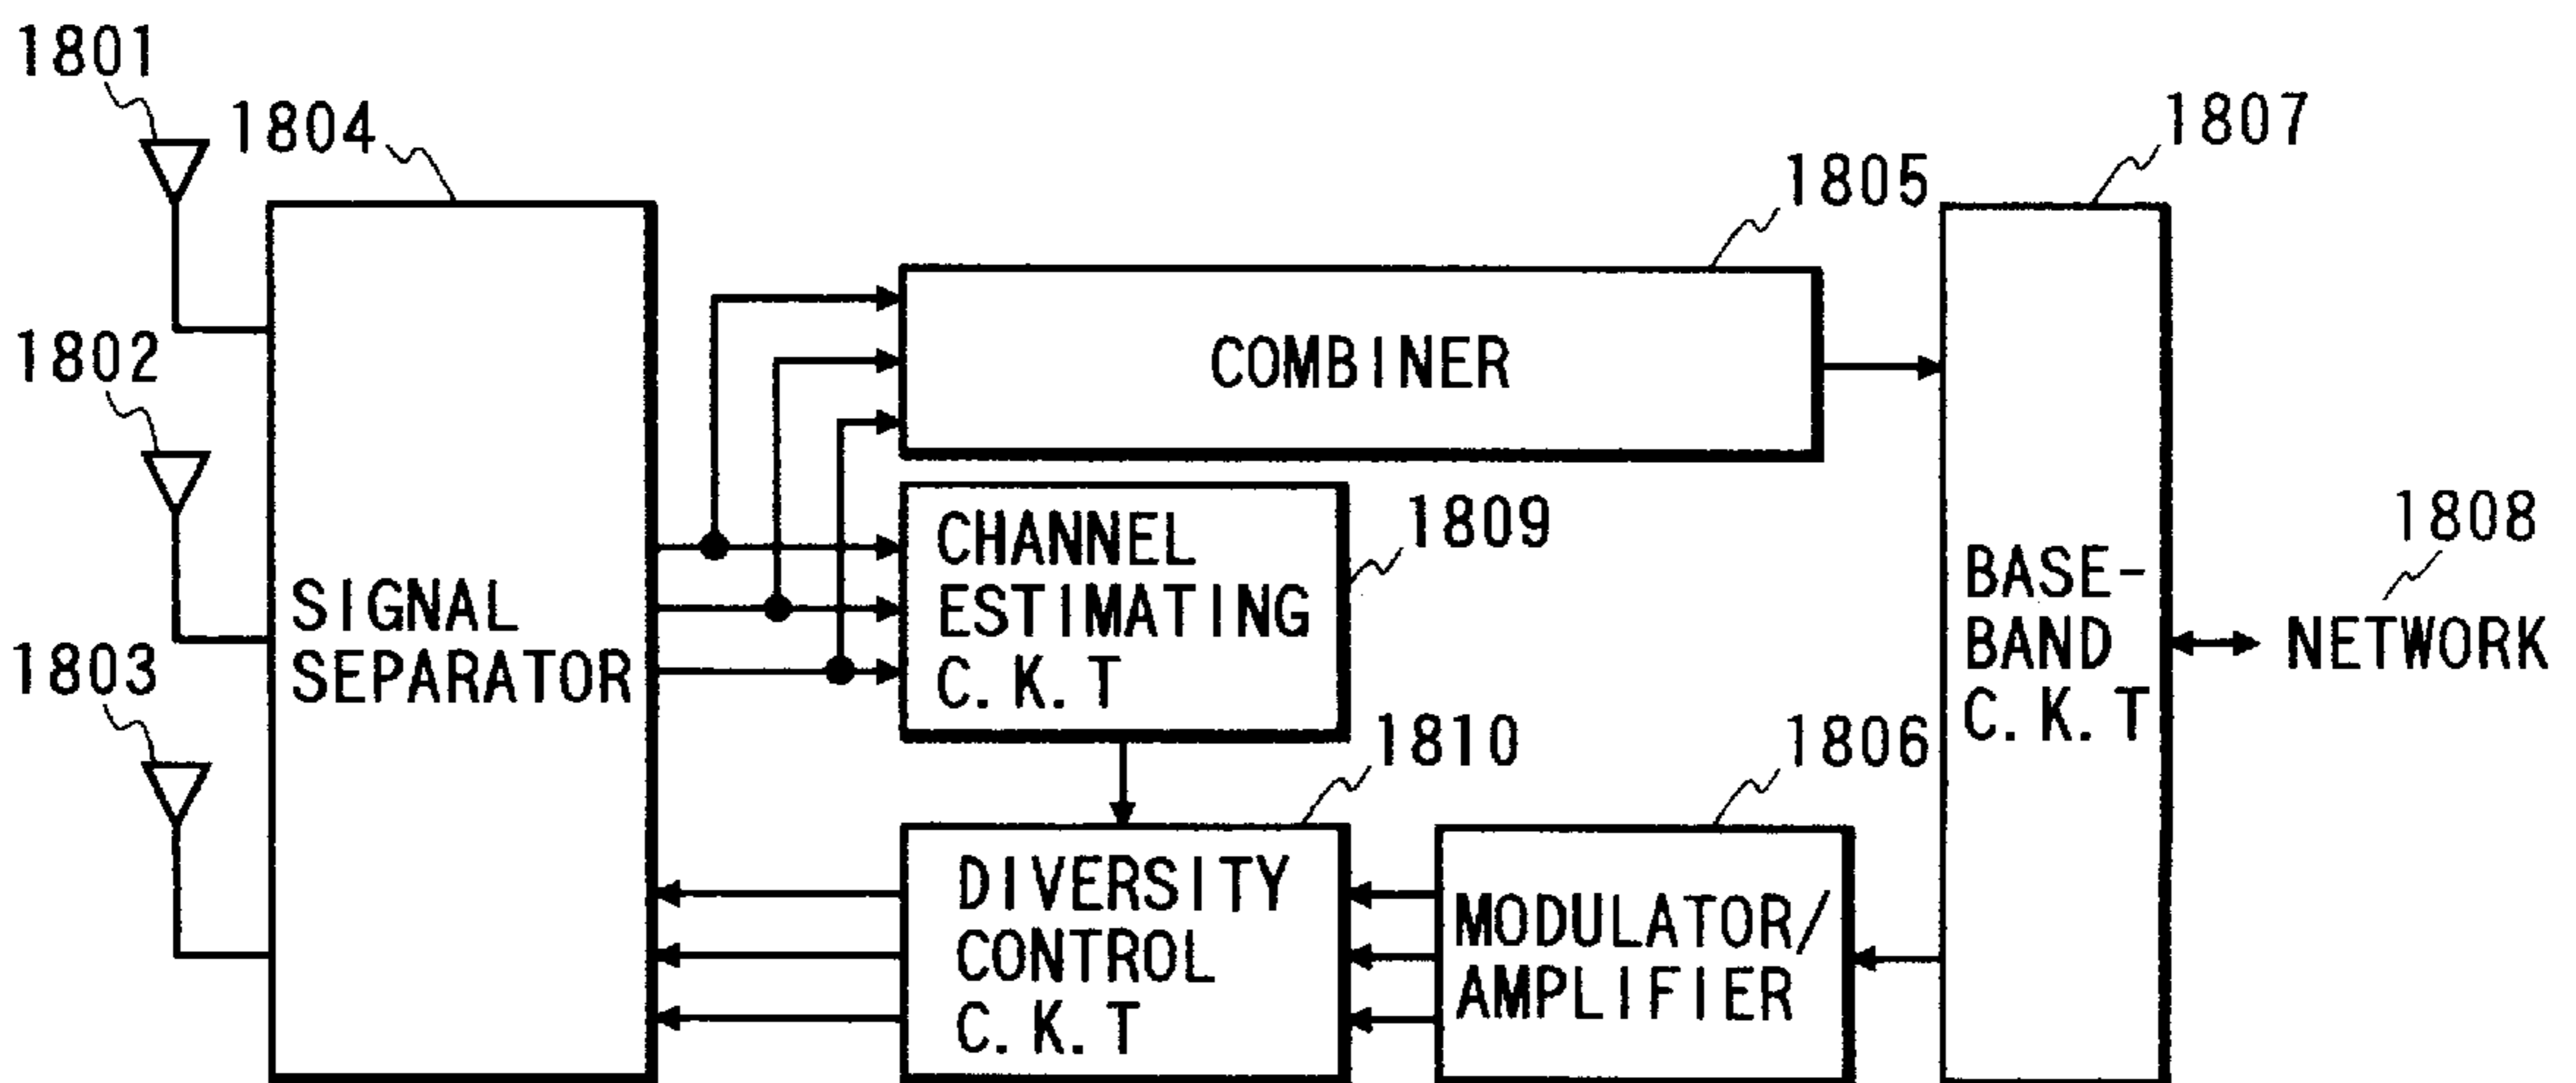 1801
1804
1807
1805
COMBINER
1802
1809
CHANNEL
ESTIMATING
C.K.T
1808
BASE-
BAND
C.K.T
NETWORK
SIGNAL
SEPARATOR
1803
1810
1806
DIVERSITY
CONTROL
C.K.T
MODULATOR/
AMPLIFIER